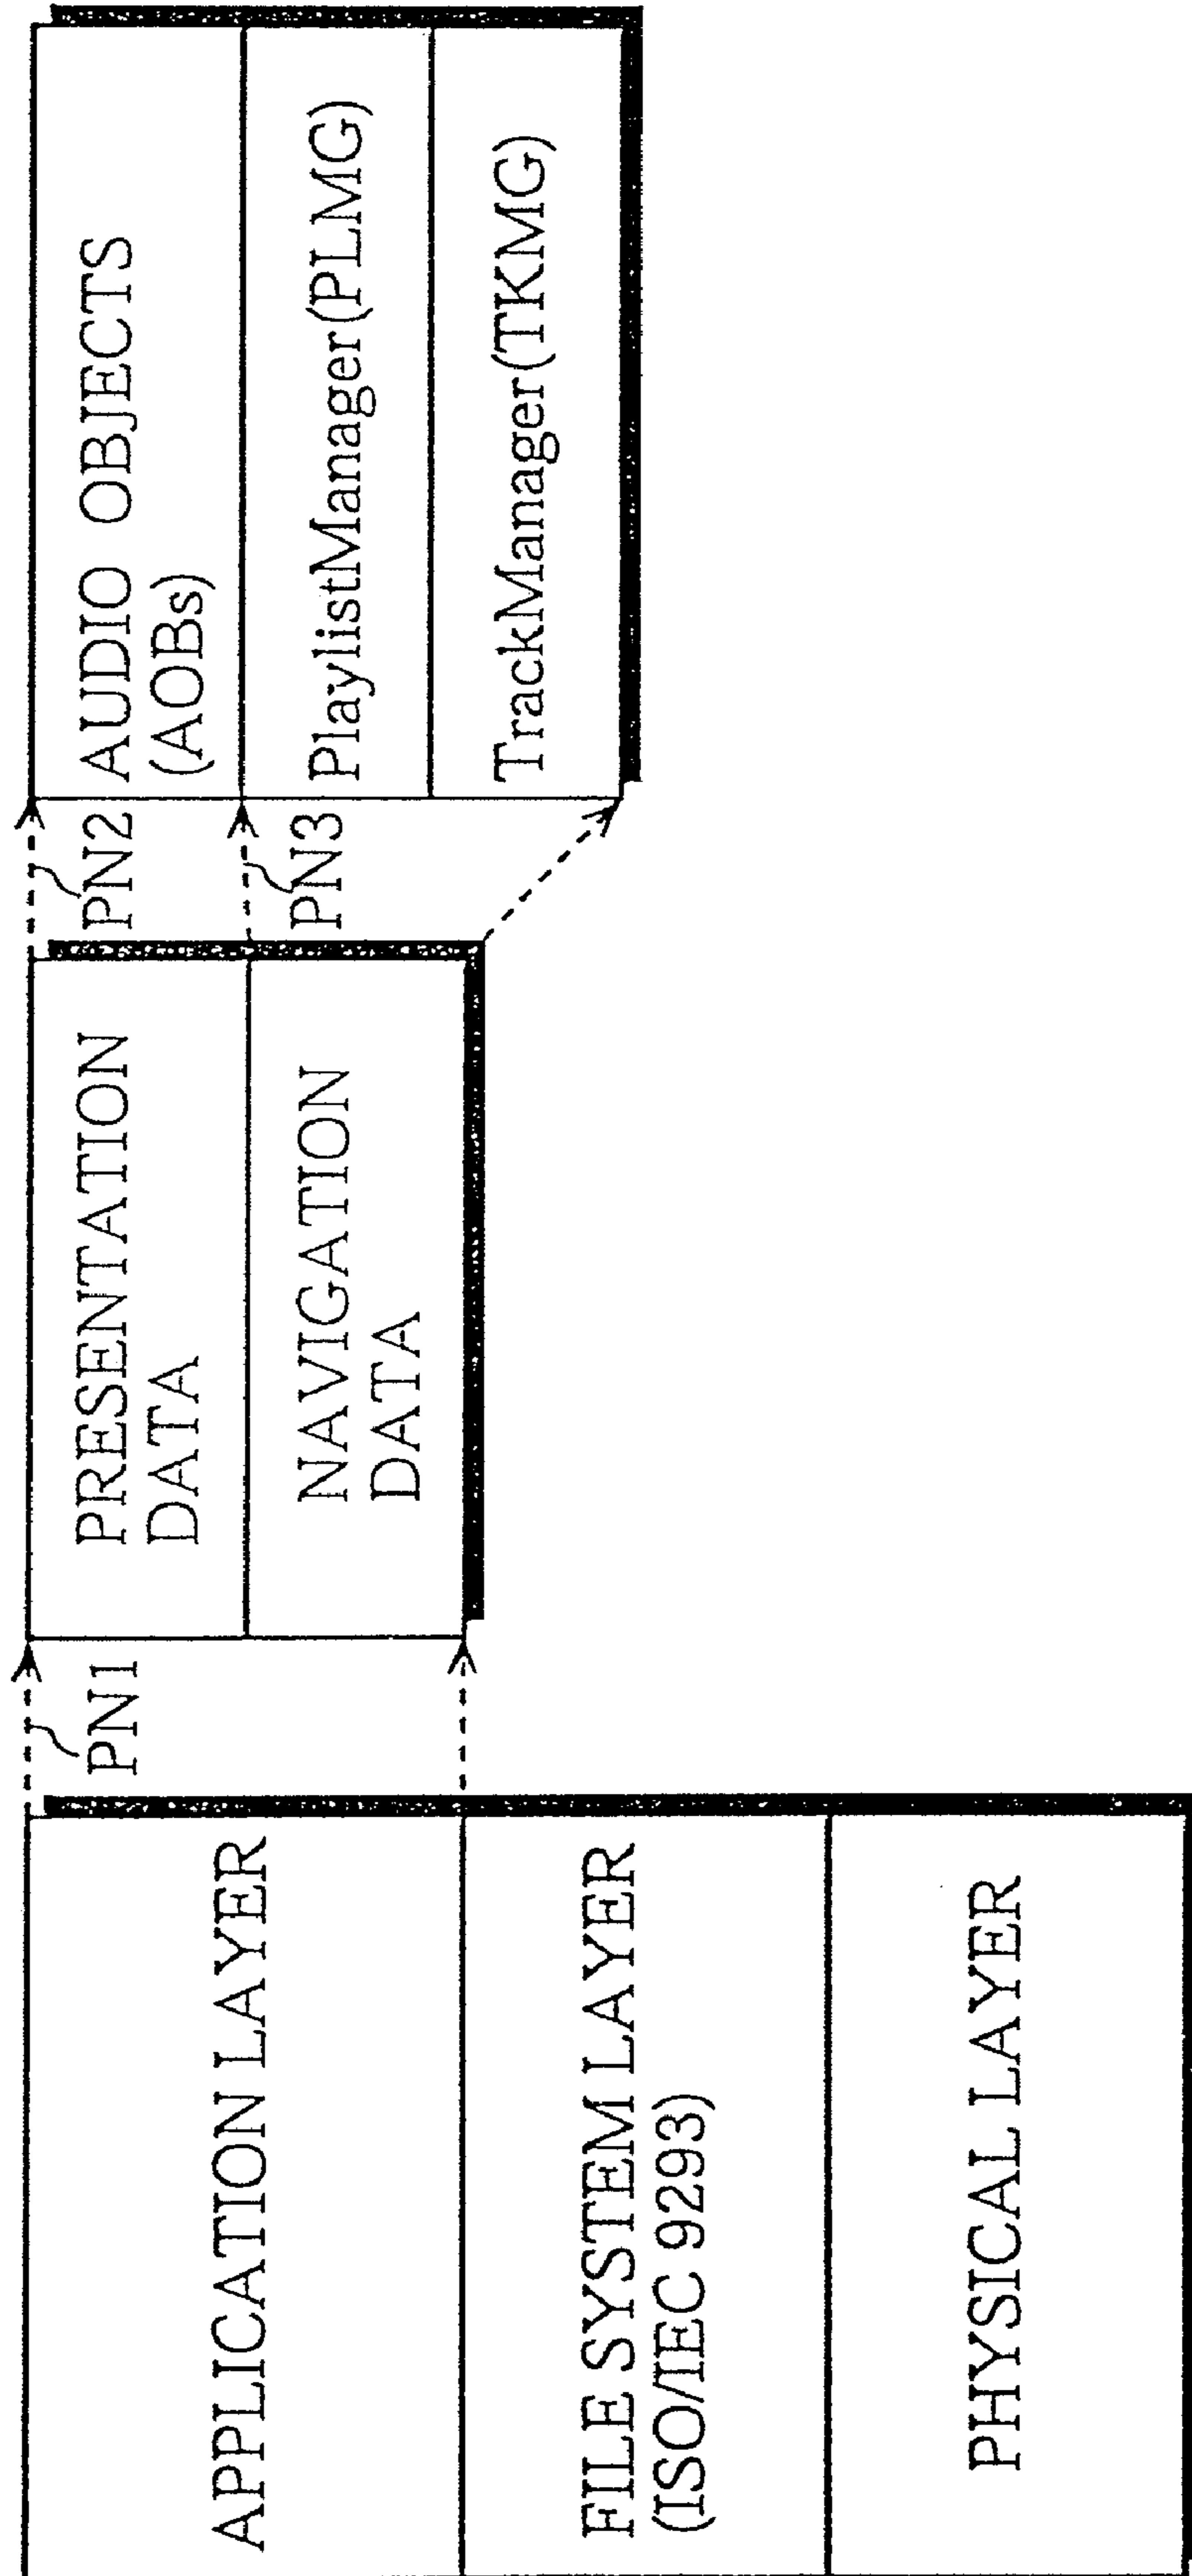 APPLICATION LAYER
FILE SYSTEM LAYER
(ISO/IEC 9293)
PHYSICAL LAYER
PN1
PRESENTATION
DATA
NAVIGATION
DATA
PN2
PN3
AUDIO OBJECTS
(AOBs)
PlaylistManager(PLMG)
TrackManager(TKMG)